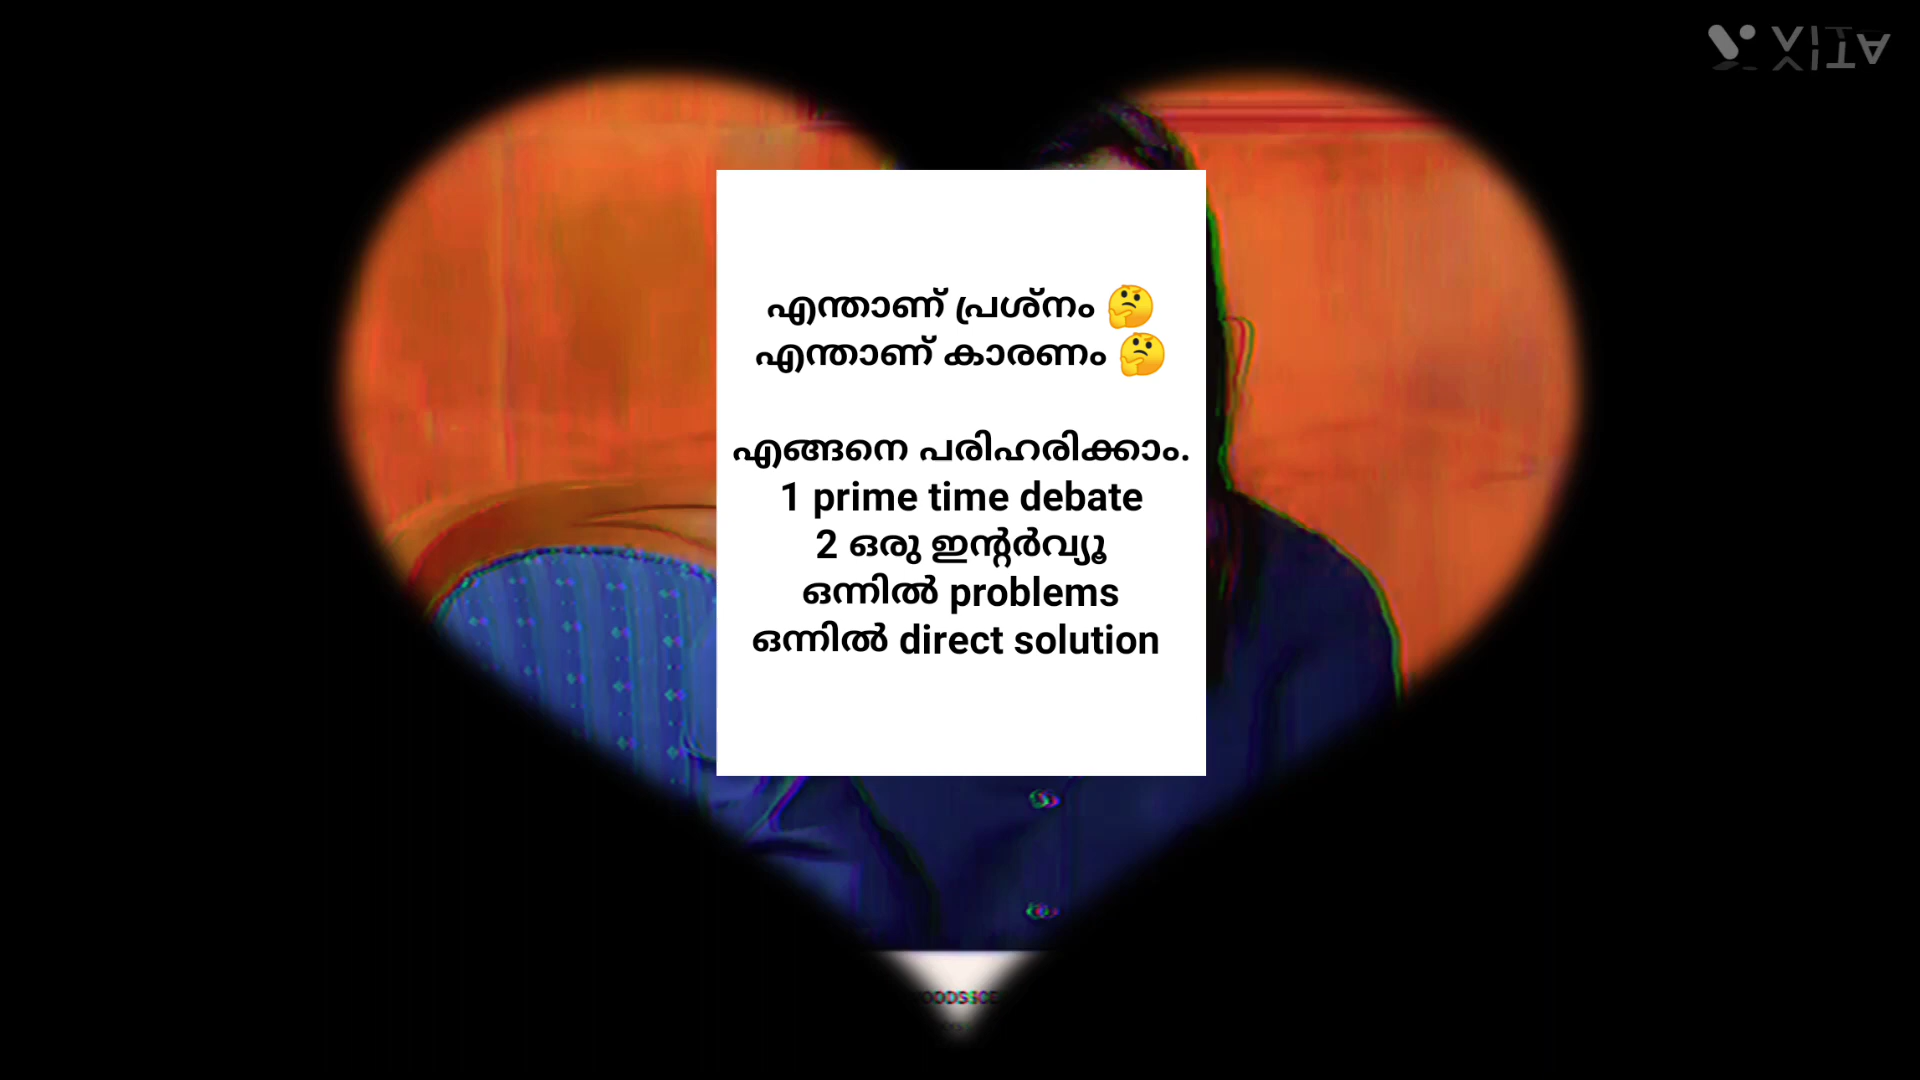 VITA
എന്താണ് പ്രശ്നം 🤔
എന്താണ് കാരണം 🤔
എങ്ങനെ പരിഹരിക്കാം.
1 prime time debate
2 ഒരു ഇന്റർവ്യൂ
ഒന്നിൽ problems
ഒന്നിൽ direct solution